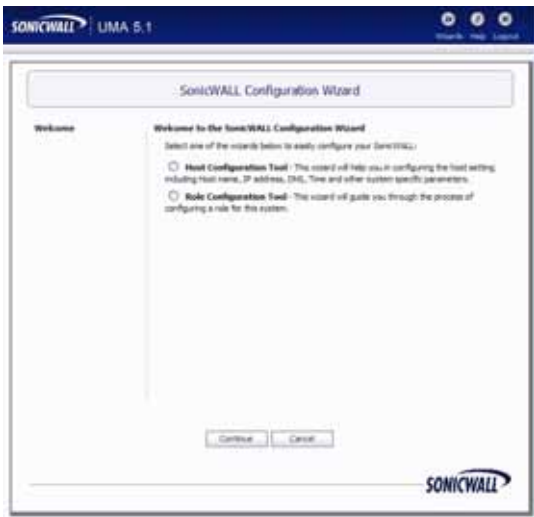 SONICWALL UMA 5.1
Wizards Help Logout
SonicWALL Configuration Wizard
Welcome
Welcome to the SonicWALL Configuration Wizard
Select one of the wizards below to easily configure your SonicWALL:
Host Configuration Tool - This wizard will help you in configuring the host setting
including Host name, IP address, DNS, Time and other system specific parameters.
Role Configuration Tool - This wizard will guide you through the process of
configuring a role for this system.
Continue Cancel
SONICWALL